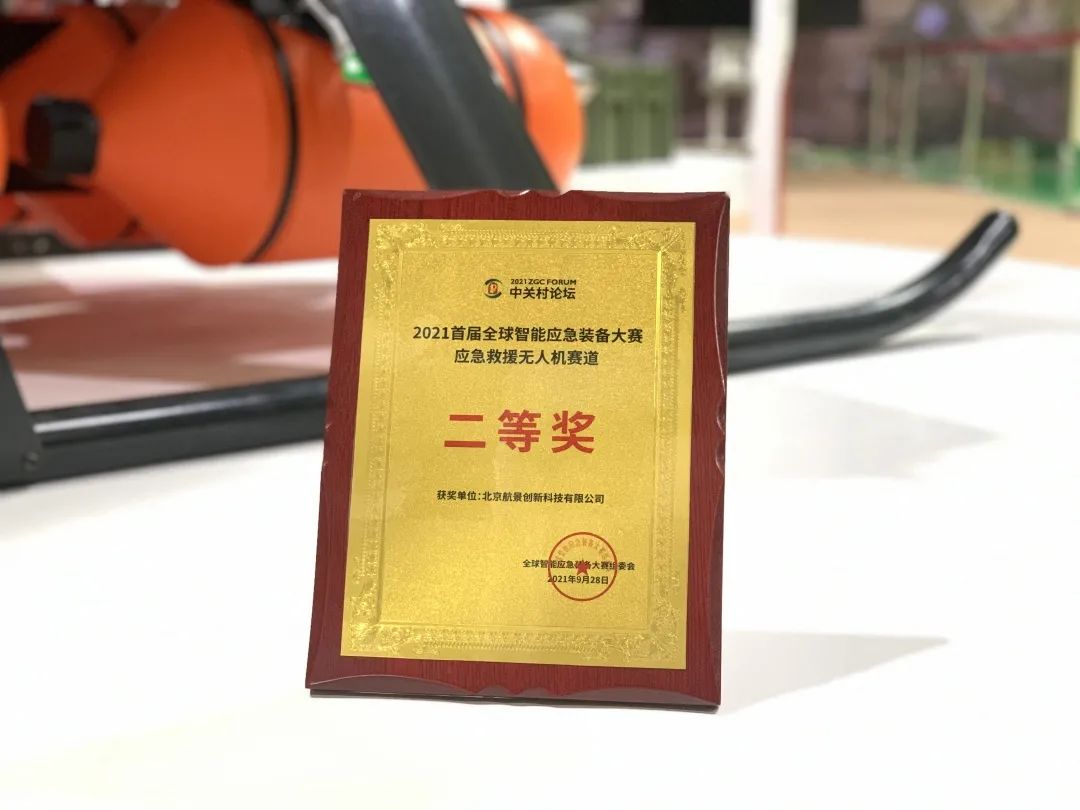 2021 ZGC FORUM
中关村论坛
2021首届全球智能应急装备大赛
应急救援无人机赛道
二等奖
获奖单位:北京航景创新科技有限公司
全球智能应急装备大赛组委会
2021年9月28日